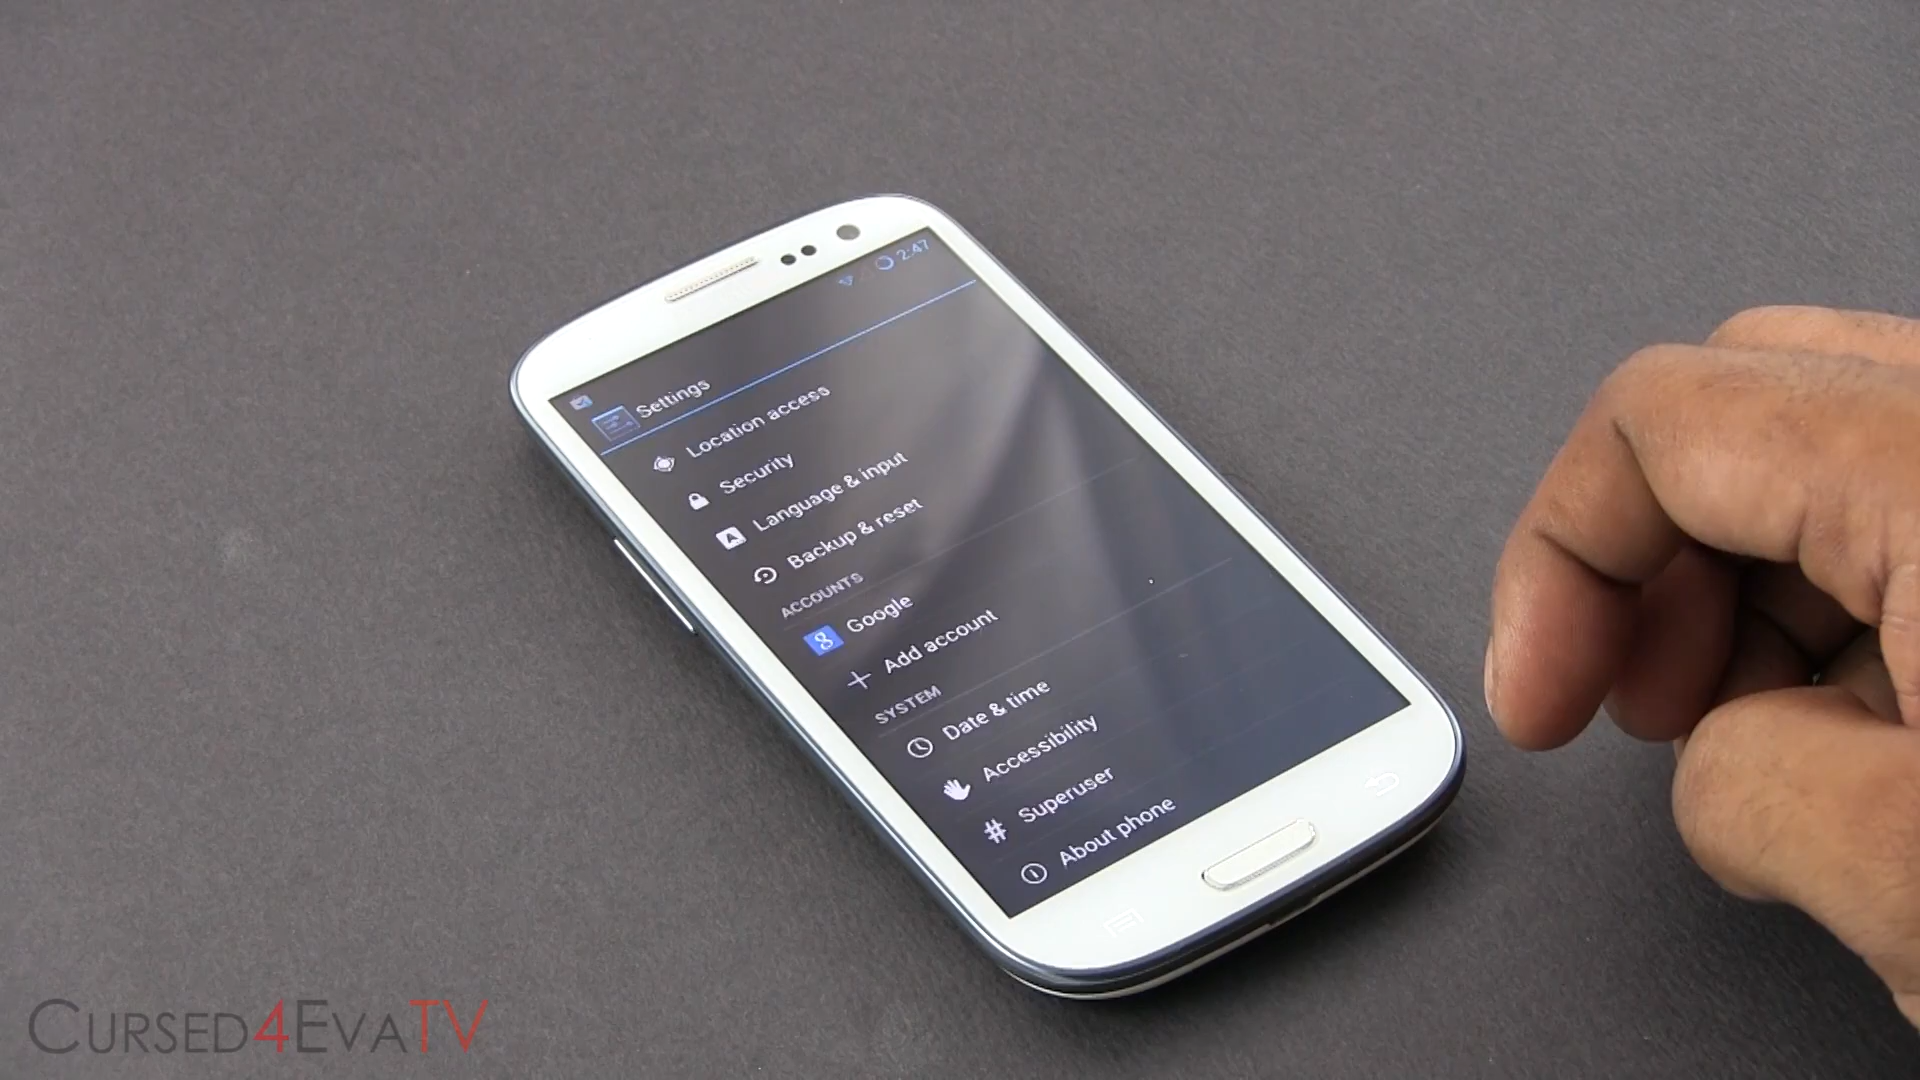 2:47
Settings
Location access
Security
Language & input
Backup & reset
ACCOUNTS
g Google
Add account
SYSTEM
Date & time
Accessibility
# Superuser
About phone
CURSED4EVATV